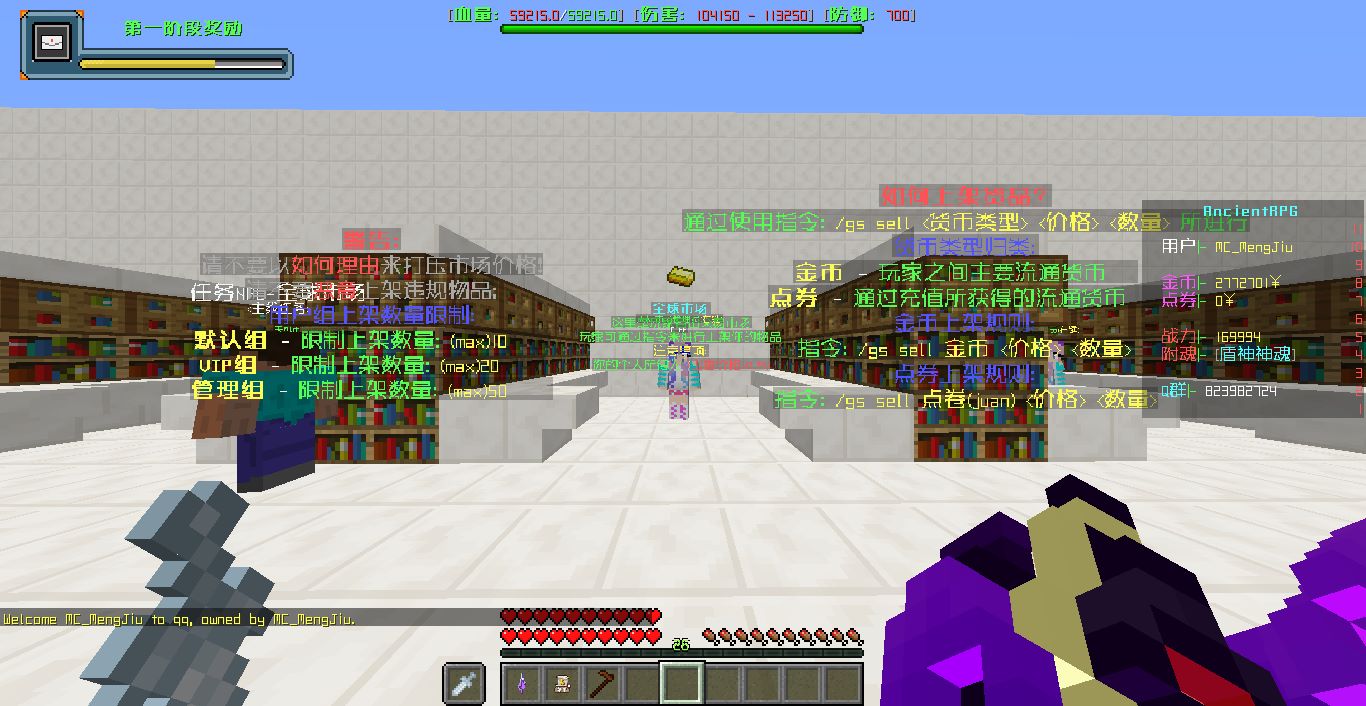 [血量: 59215.0/59215.0] [伤害: 104150 - 113250] [防御: 700]
第一阶段奖励
如何上架货品?
通过使用指令: /gs sell <货币类型> <价格> <数量> 所进行
货币类型归类:
金币 - 玩家之间主要流通货币
点券 - 通过充值所获得的流通货币
金币上架规则:
指令: /gs sell 金币 <价格> <数量>
点券上架规则:
指令: /gs sell 点卷(juan) <价格> <数量>
请不要以如何理由来打压市场价格!
上架违规物品:
用户组上架数量限制:
默认组 - 限制上架数量: (max)10
VIP组 - 限制上架数量: (max)20
管理组 - 限制上架数量: (max)50
全球市场
AncientRPG
用户|- MC_MengJiu
金币|- 2772701¥
点券|- 0¥
战力|- 169994
附魂|- [盾神神魂]
Q群|- 823982724
Welcome MC_MengJiu to qq, owned by MC_MengJiu.
26